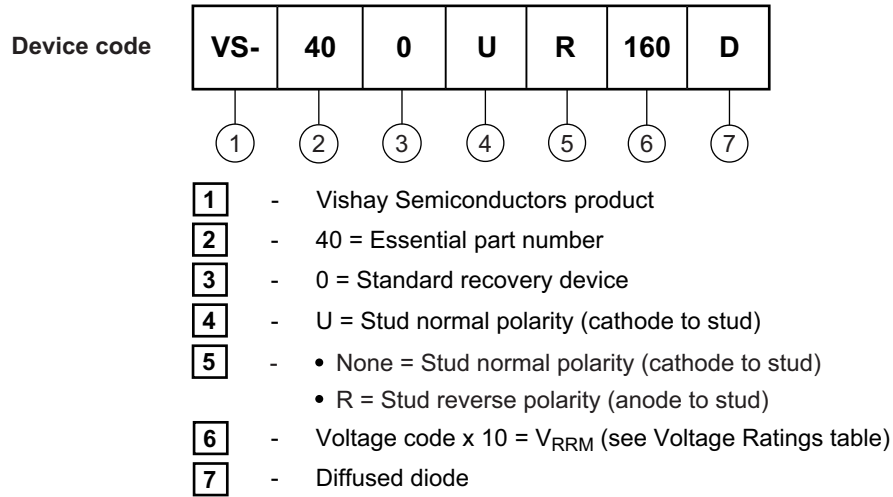 Device code VS- 40 0 U R 160 D
1 2 3 4 5 6 7
1 - Vishay Semiconductors product
2 - 40 = Essential part number
3 - 0 = Standard recovery device
4 - U = Stud normal polarity (cathode to stud)
5 - • None = Stud normal polarity (cathode to stud)
• R = Stud reverse polarity (anode to stud)
6 - Voltage code x 10 = VRRM (see Voltage Ratings table)
7 - Diffused diode